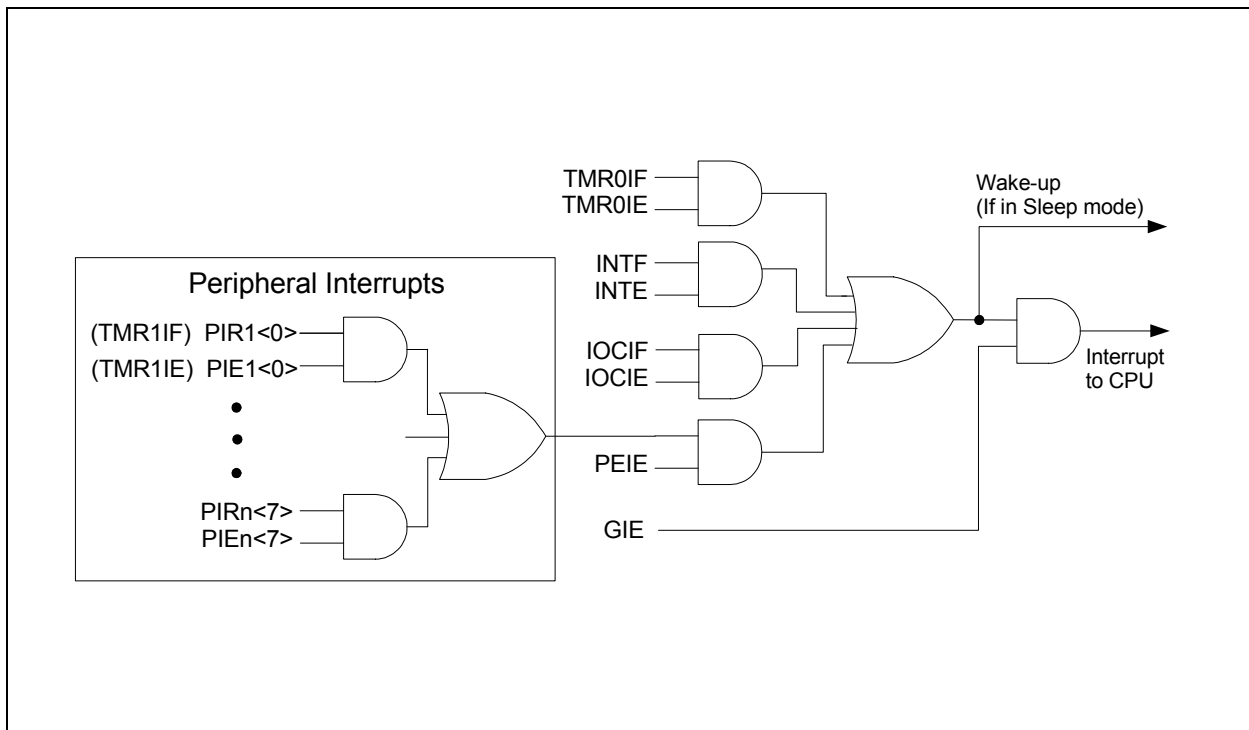 TMR0IF
TMR0IE
Wake-up
(If in Sleep mode)
INTF
INTE
Peripheral Interrupts
(TMR1IF) PIR1<0>
(TMR1IE) PIE1<0>
IOCIF
IOCIE
Interrupt
to CPU
PEIE
PIRn<7>
PIEn<7>
GIE